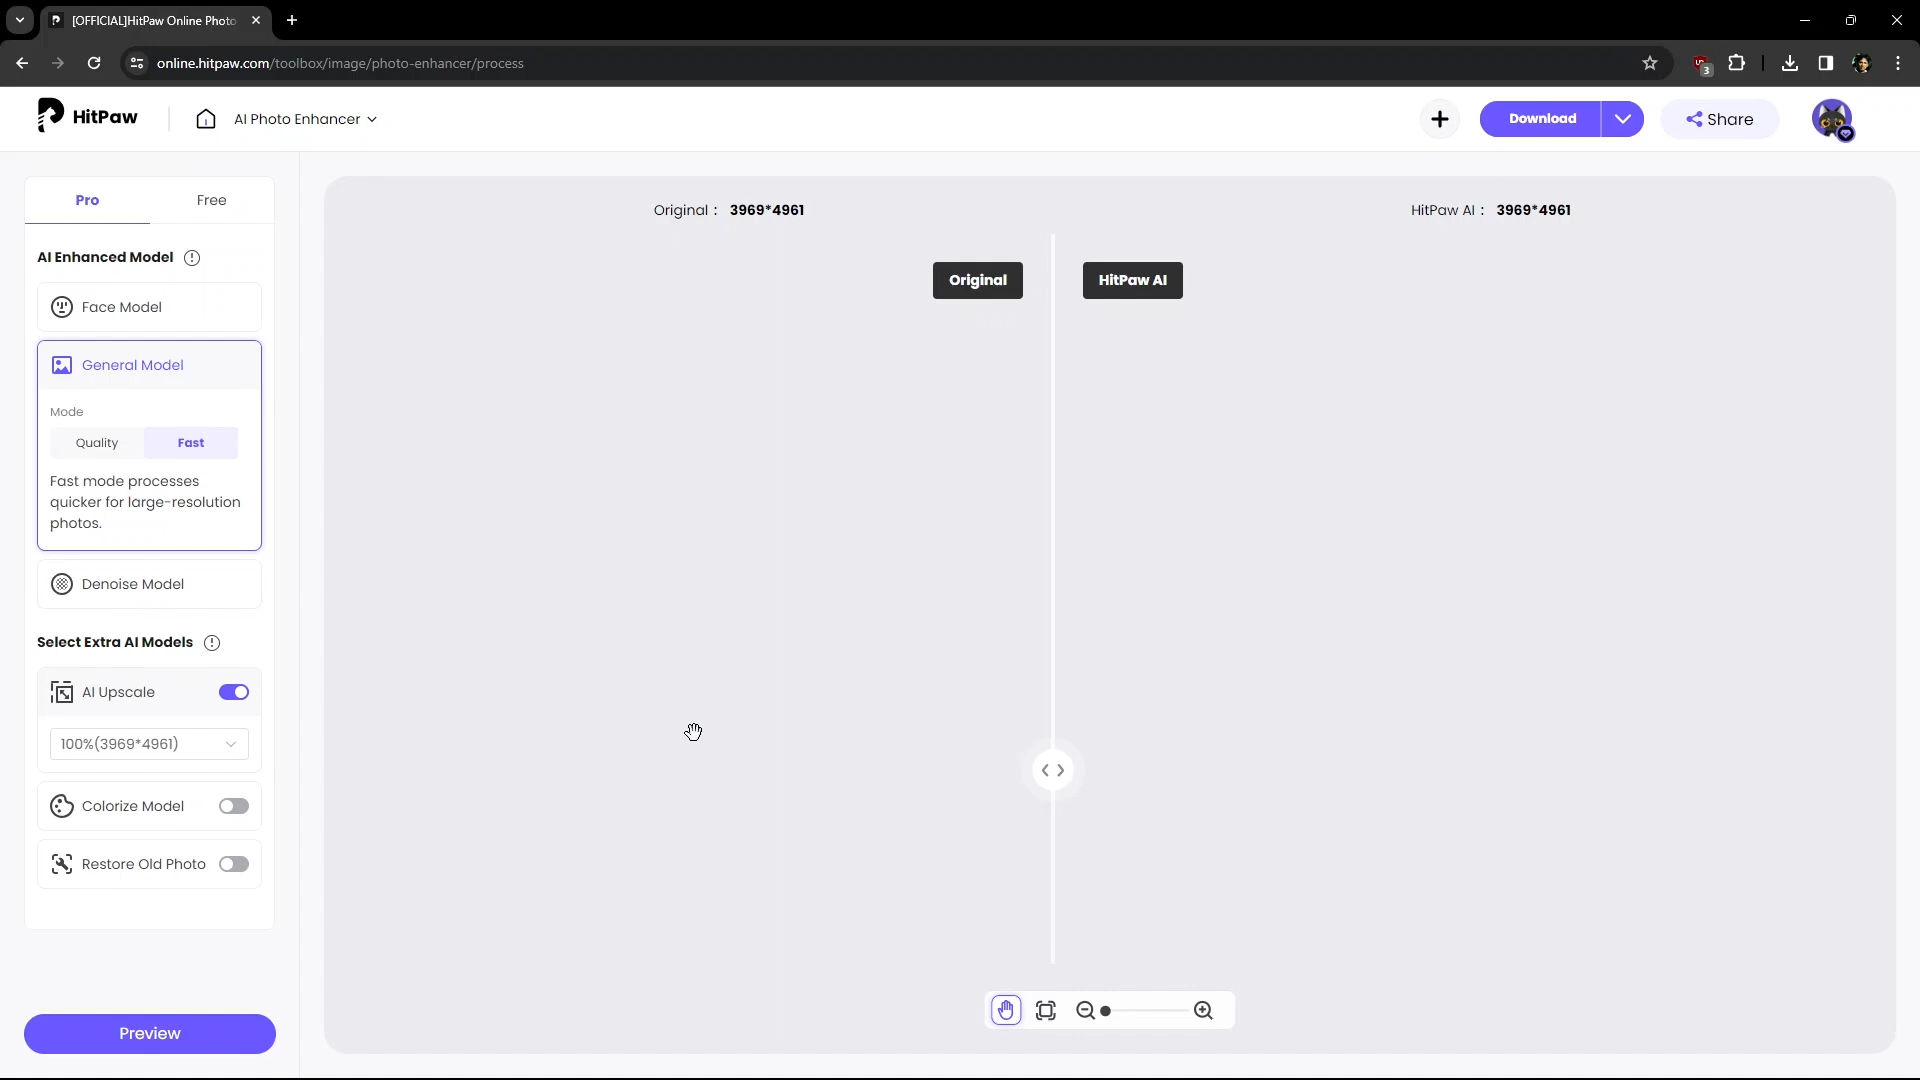 [OFFICIAL]HitPaw Online Photo
online.hitpaw.com/toolbox/image/photo-enhancer/process
3
HitPaw
AI Photo Enhancer
Download
Share
Pro
Free
AI Enhanced Model
Face Model
General Model
Mode
Quality
Fast
Fast mode processes
quicker for large-resolution
photos.
Denoise Model
Select Extra AI Models
AI Upscale
100%(3969*4961)
Colorize Model
Restore Old Photo
Preview
Original : 3969*4961
HitPaw AI : 3969*4961
Original
HitPaw AI